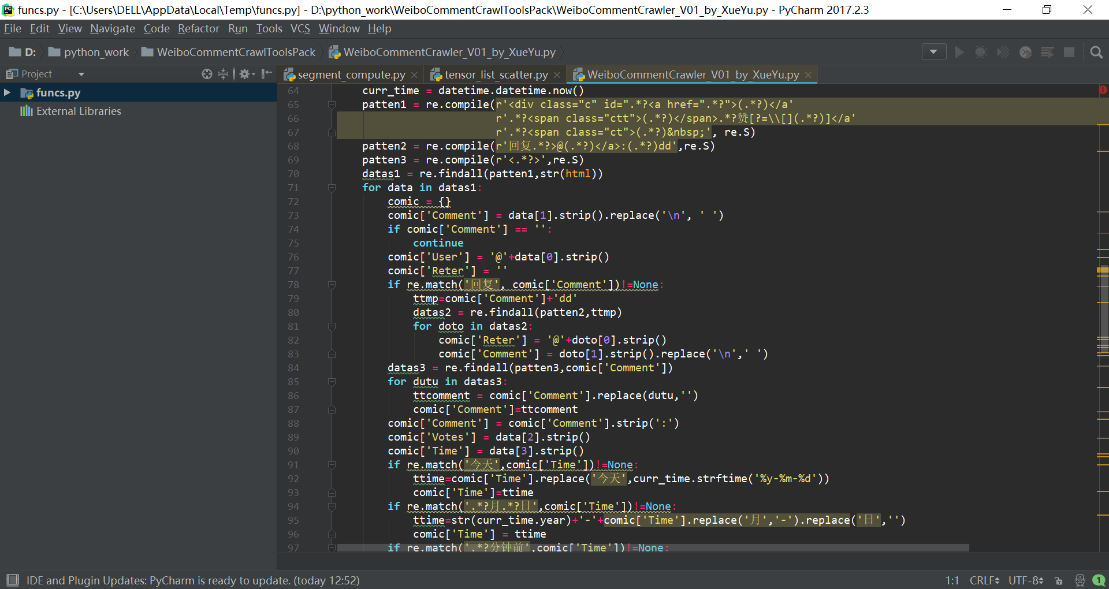 funcs.py - [C:\Users\DELL\AppData\Local\Temp\funcs.py] - D:\python_work\WeiboCommentCrawlToolsPack\WeiboCommentCrawler_V01_by_XueYu.py - PyCharm 2017.2.3
File Edit View Navigate Code Refactor Run Tools VCS Window Help
D: python_work WeiboCommentCrawlToolsPack WeiboCommentCrawler_V01_by_XueYu.py
Project segment_compute.py tensor_list_scatter.py WeiboCommentCrawler_V01_by_XueYu.py
funcs.py
External Libraries
64 curr_time = datetime.datetime.now()
65 patten1 = re.compile(r'<div class="c" id=".*?<a href=".*?">(.*?)</a'
66 r'.*?<span class="ctt">(.*?)</span>.*?赞[?=\\[](.*?)]</a'
67 r'.*?<span class="ct">(.*?)&nbsp;', re.S)
68 patten2 = re.compile(r'回复.*?>@(.*?)</a>:(.*?)dd',re.S)
69 patten3 = re.compile(r'<.*?>',re.S)
70 datas1 = re.findall(patten1,str(html))
71 for data in datas1:
72 comic = {}
73 comic['Comment'] = data[1].strip().replace('\n', ' ')
74 if comic['Comment'] == '':
75 continue
76 comic['User'] = '@'+data[0].strip()
77 comic['Reter'] = ''
78 if re.match('回复', comic['Comment'])!=None:
79 ttmp=comic['Comment']+'dd'
80 datas2 = re.findall(patten2,ttmp)
81 for doto in datas2:
82 comic['Reter'] = '@'+doto[0].strip()
83 comic['Comment'] = doto[1].strip().replace('\n',' ')
84 datas3 = re.findall(patten3,comic['Comment'])
85 for dutu in datas3:
86 ttcomment = comic['Comment'].replace(dutu,'')
87 comic['Comment']=ttcomment
88 comic['Comment'] = comic['Comment'].strip(':')
89 comic['Votes'] = data[2].strip()
90 comic['Time'] = data[3].strip()
91 if re.match('今天',comic['Time'])!=None:
92 ttime=comic['Time'].replace('今天',curr_time.strftime('%y-%m-%d'))
93 comic['Time']=ttime
94 if re.match('.*?月.*?日',comic['Time'])!=None:
95 ttime=str(curr_time.year)+'-'+comic['Time'].replace('月','-').replace('日','')
96 comic['Time'] = ttime
97 if re.match('.*?分钟前',comic['Time'])!=None:
IDE and Plugin Updates: PyCharm is ready to update. (today 12:52) 1:1 CRLF UTF-8 1